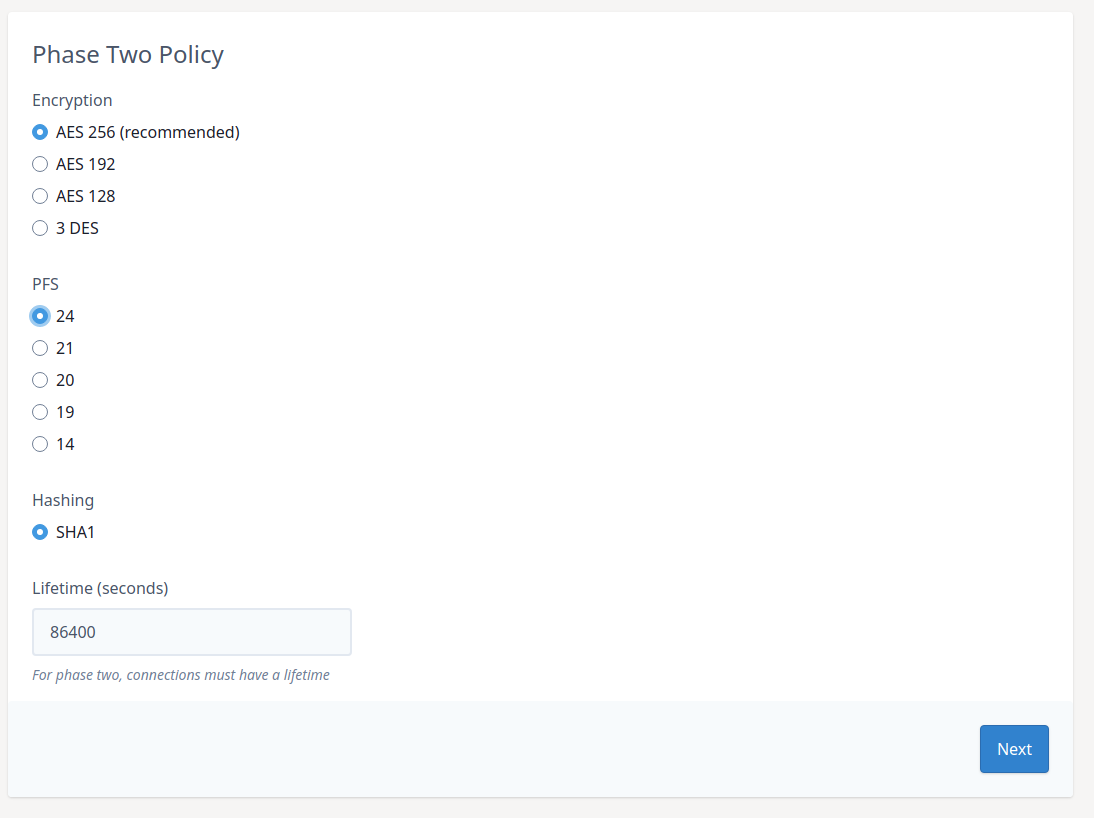 Phase Two Policy
Encryption
AES 256 (recommended)
AES 192
AES 128
3 DES
PFS
24
21
20
19
14
Hashing
SHA1
Lifetime (seconds)
86400
For phase two, connections must have a lifetime
Next